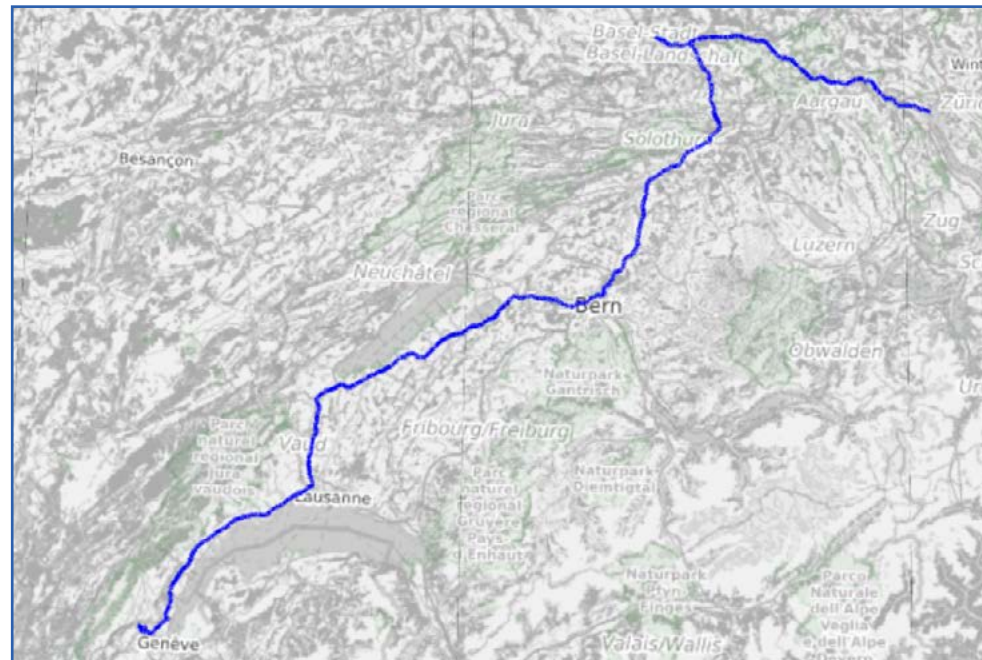 Basel-Stadt
Basel-Landschaft
Wint
Aargau
Züric
Jura
Solothurn
Besançon
Parc
régional
Chasseral
Zug
Luzern
Neuchâtel
Bern
Obwalden
Naturpark
Gantrisch
Parc
naturel
régional
Jura
vaudois
Vaud
Fribourg/Freiburg
Parc
naturel
régional
Gruyère
Pays-
Enhaut
Naturpark
Diemtigtal
Lausanne
Naturpark
Pfyn
Finges
Parco
Naturale
dell'Alpe
Veglia
e dell'Alpe
Genève
Valais/Wallis